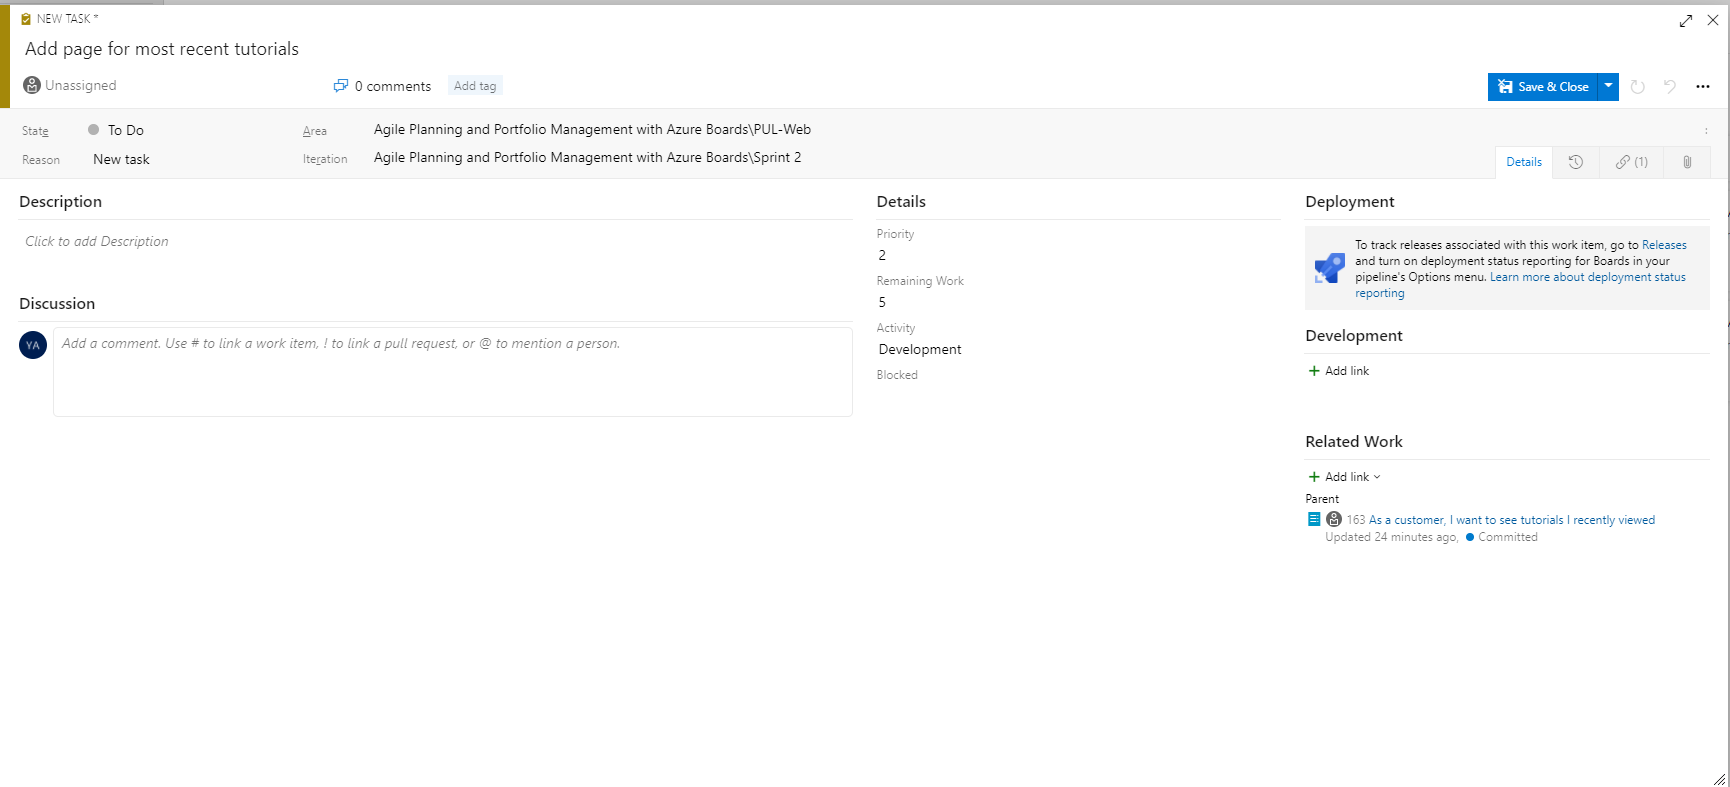 NEW TASK *
Add page for most recent tutorials
Unassigned
0 comments
Add tag
Save & Close
State
To Do
Area
Agile Planning and Portfolio Management with Azure Boards\PUL-Web
Reason
New task
Iteration
Agile Planning and Portfolio Management with Azure Boards\Sprint 2
Details
(1)
Description
Click to add Description
Discussion
YA
Add a comment. Use # to link a work item, ! to link a pull request, or @ to mention a person.
Details
Priority
2
Remaining Work
5
Activity
Development
Blocked
Deployment
To track releases associated with this work item, go to Releases
and turn on deployment status reporting for Boards in your
pipeline's Options menu. Learn more about deployment status
reporting
Development
+ Add link
Related Work
+ Add link
Parent
163 As a customer, I want to see tutorials I recently viewed
Updated 24 minutes ago, Committed